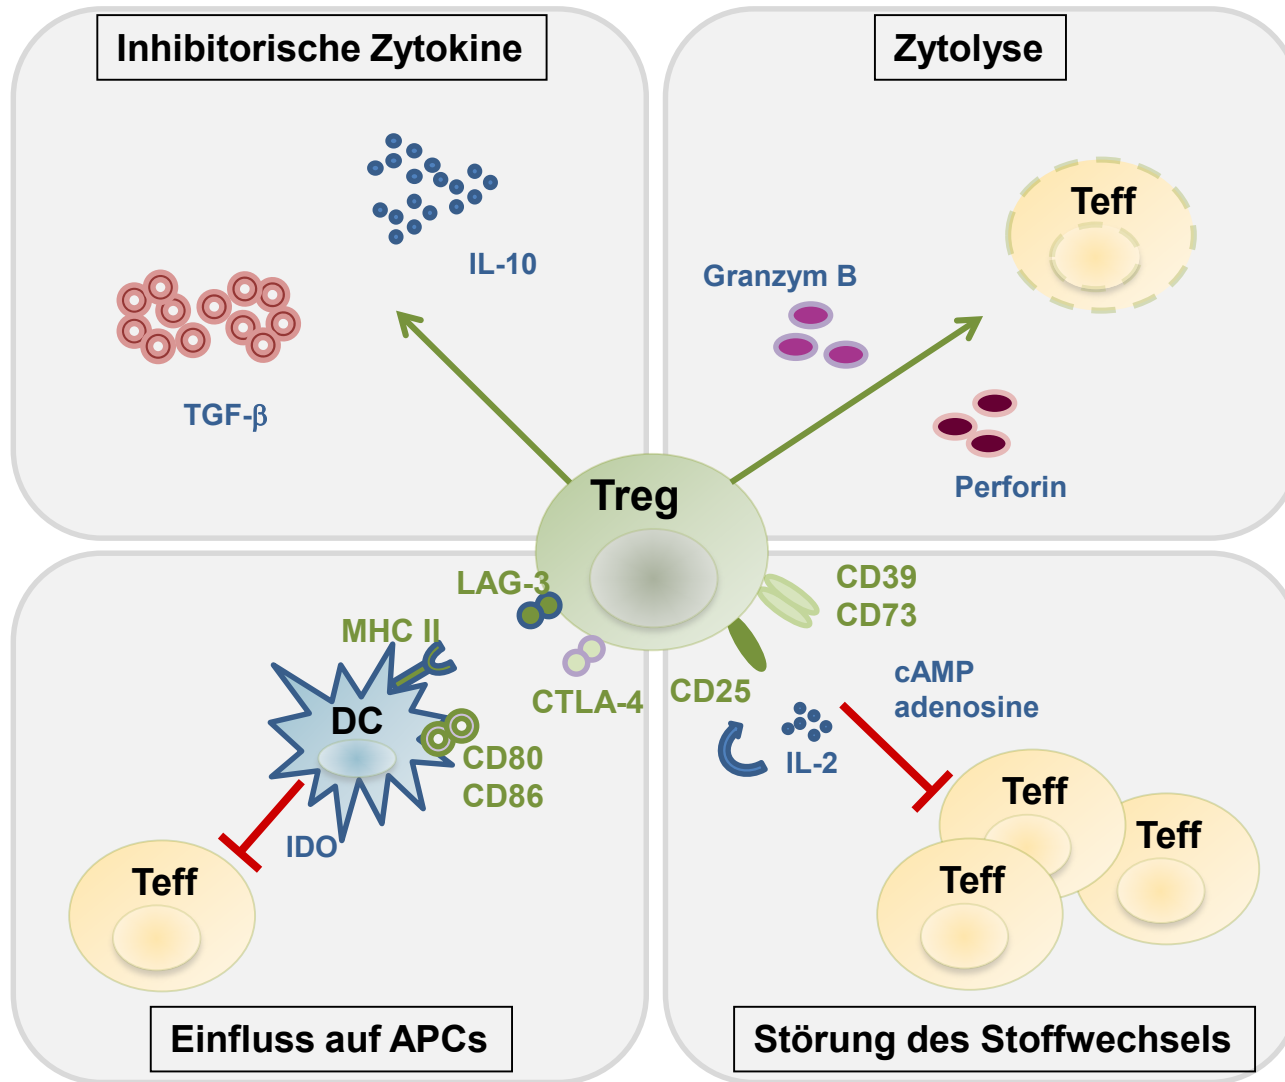 Inhibitorische Zytokine
IL-10
TGF-β
Zytolyse
Teff
Granzym B
Perforin
Treg
LAG-3
MHC II
CTLA-4
DC
CD80
CD86
IDO
Teff
Einfluss auf APCs
CD39
CD73
CD25
cAMP
adenosine
IL-2
Teff
Teff
Teff
Störung des Stoffwechsels